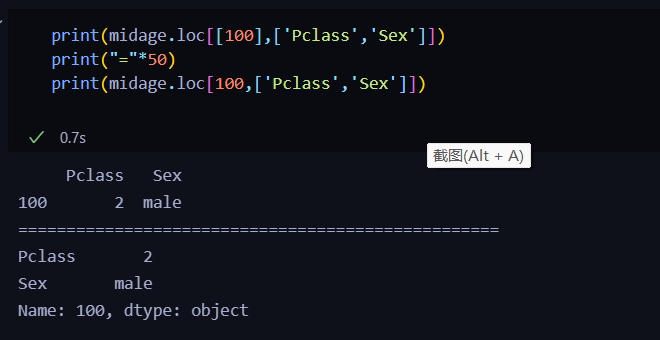 print(midage.loc[[100],['Pclass','Sex']])
print("="*50)
print(midage.loc[100,['Pclass','Sex']])
0.7s
截图(Alt + A)
     Pclass   Sex
100       2  male
==================================================
Pclass       2
Sex       male
Name: 100, dtype: object